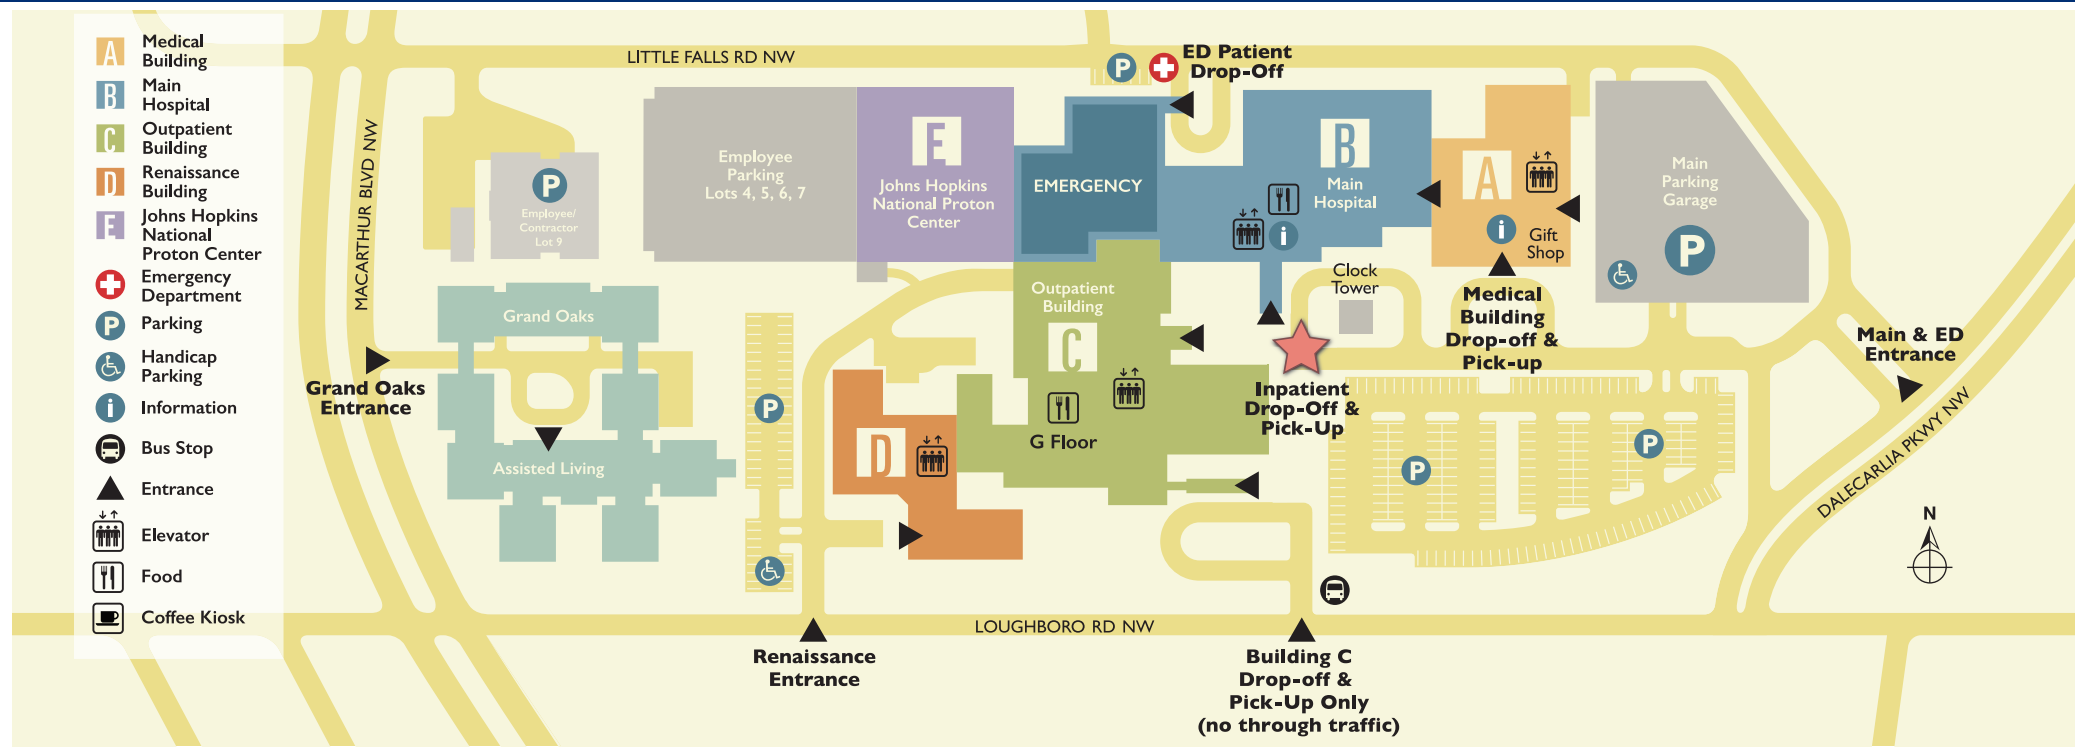 A
Medical
Building
B
Main
Hospital
C
Outpatient
Building
D
Renaissance
Building
E
Johns Hopkins
National
Proton Center
Emergency
Department
P
Parking
Handicap
Parking
i
Information
Bus Stop
Entrance
Elevator
Food
Coffee Kiosk
LITTLE FALLS RD NW
MACARTHUR BLVD NW
P
ED Patient
Drop-Off
P
Employee/
Contractor
Lot 9
Employee
Parking
Lots 4, 5, 6, 7
E
Johns Hopkins
National Proton
Center
EMERGENCY
B
Main
Hospital
i
A
i
Gift
Shop
Main
Parking
Garage
P
Grand Oaks
Grand Oaks
Entrance
Assisted Living
P
Outpatient
Building
C
G Floor
D
Clock
Tower
Inpatient
Drop-Off &
Pick-Up
Medical
Building
Drop-off &
Pick-up
Main & ED
Entrance
P
P
DALECARLIA PKWY NW
N
LOUGHBORO RD NW
Renaissance
Entrance
Building C
Drop-off &
Pick-Up Only
(no through traffic)